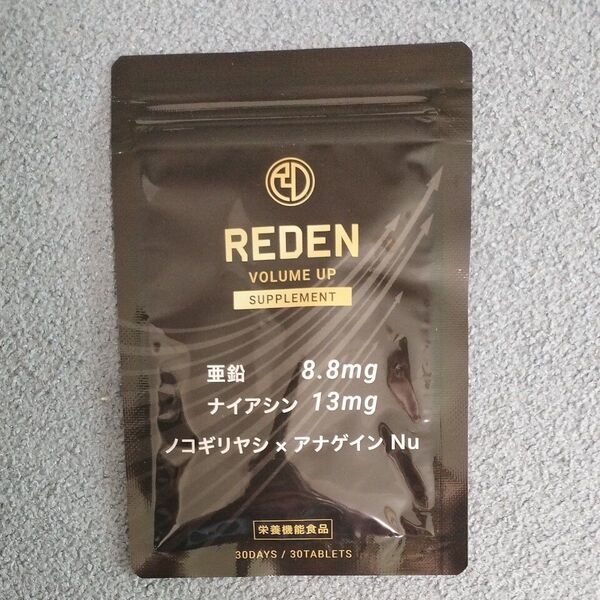 RD
REDEN
VOLUME UP
SUPPLEMENT
亜鉛 8.8mg
ナイアシン 13mg
ノコギリヤシ × アナゲイン Nu
栄養機能食品
30DAYS / 30TABLETS